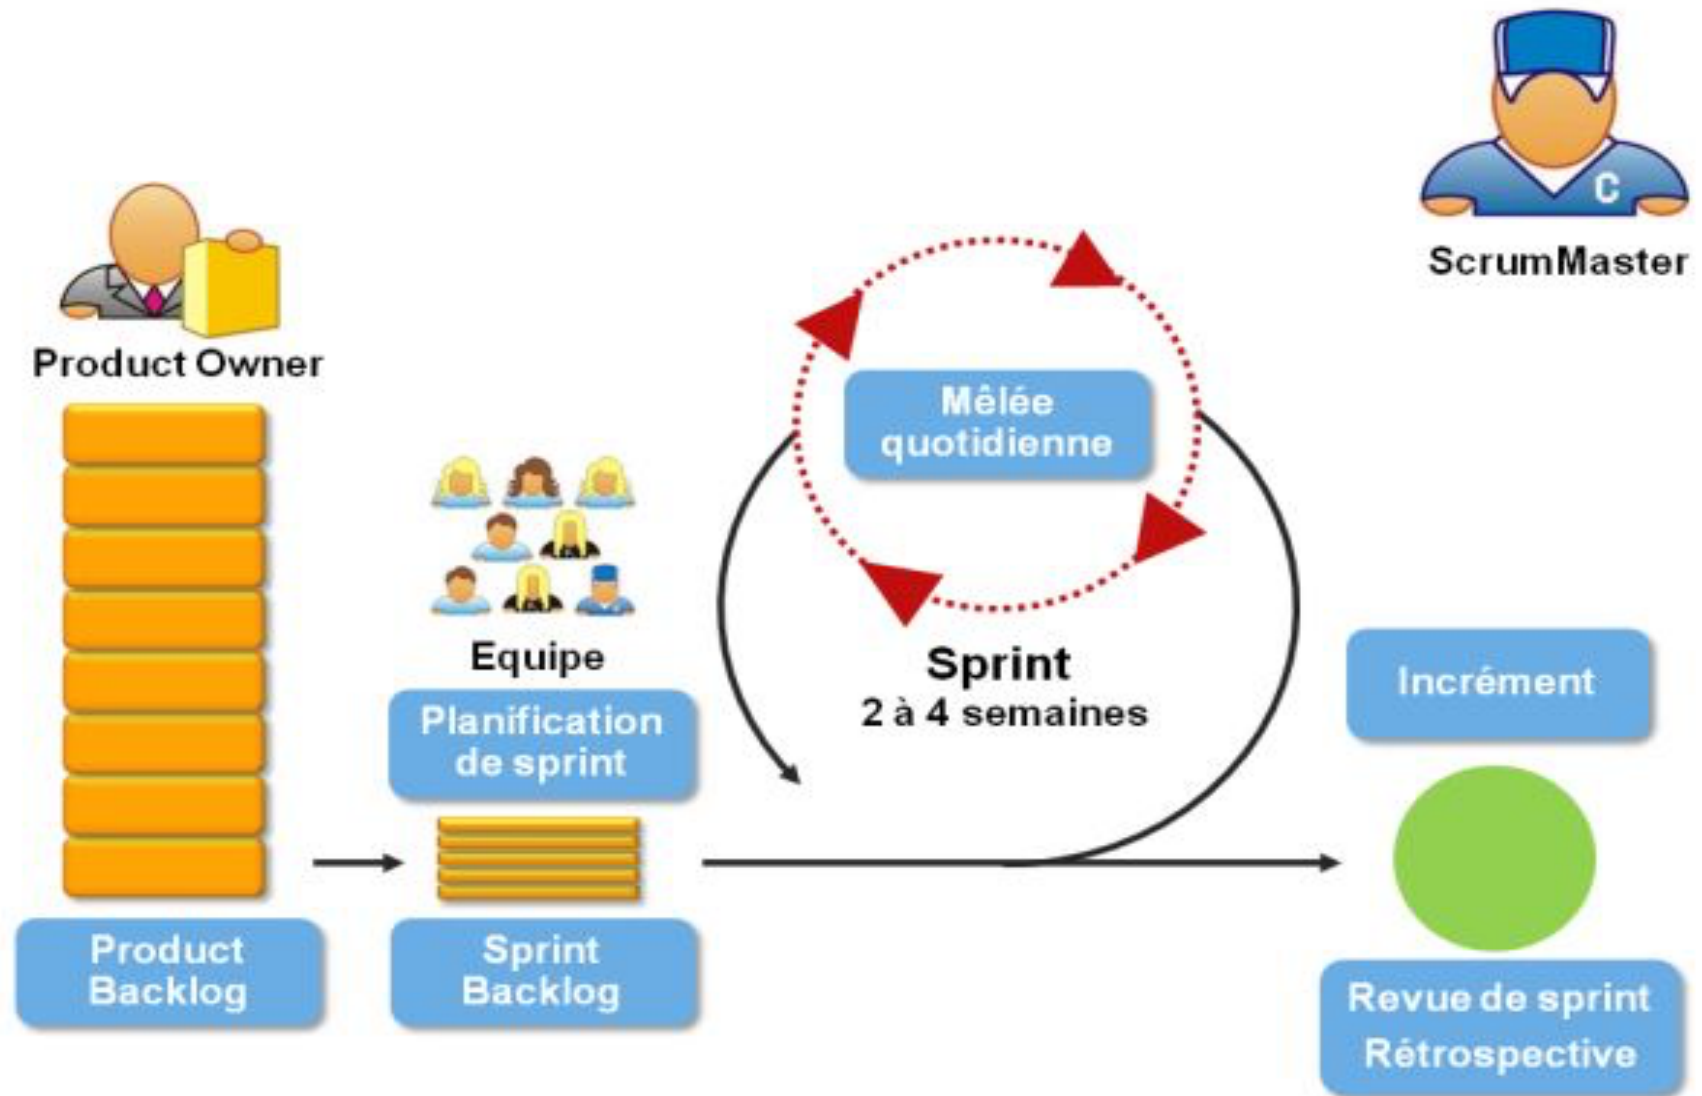 C
ScrumMaster
Product Owner
Mêlée
quotidienne
Equipe
Sprint
2 à 4 semaines
Planification
de sprint
Incrément
Product
Backlog
Sprint
Backlog
Revue de sprint
Rétrospective